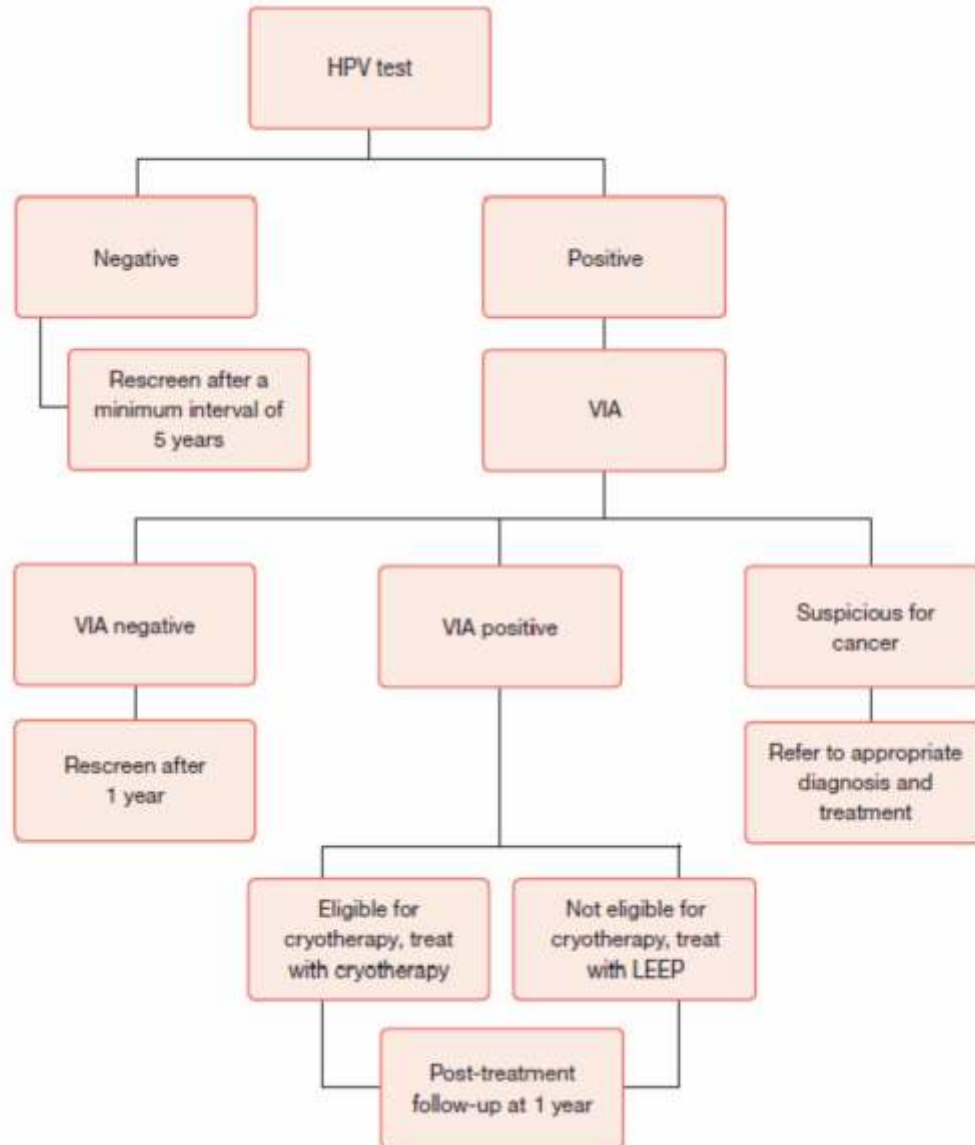 HPV test
Negative
Positive
Rescreen after a
minimum interval of
5 years
VIA
VIA negative
VIA positive
Suspicious for
cancer
Rescreen after
1 year
Refer to appropriate
diagnosis and
treatment
Eligible for
cryotherapy, treat
with cryotherapy
Not eligible for
cryotherapy, treat
with LEEP
Post-treatment
follow-up at 1 year